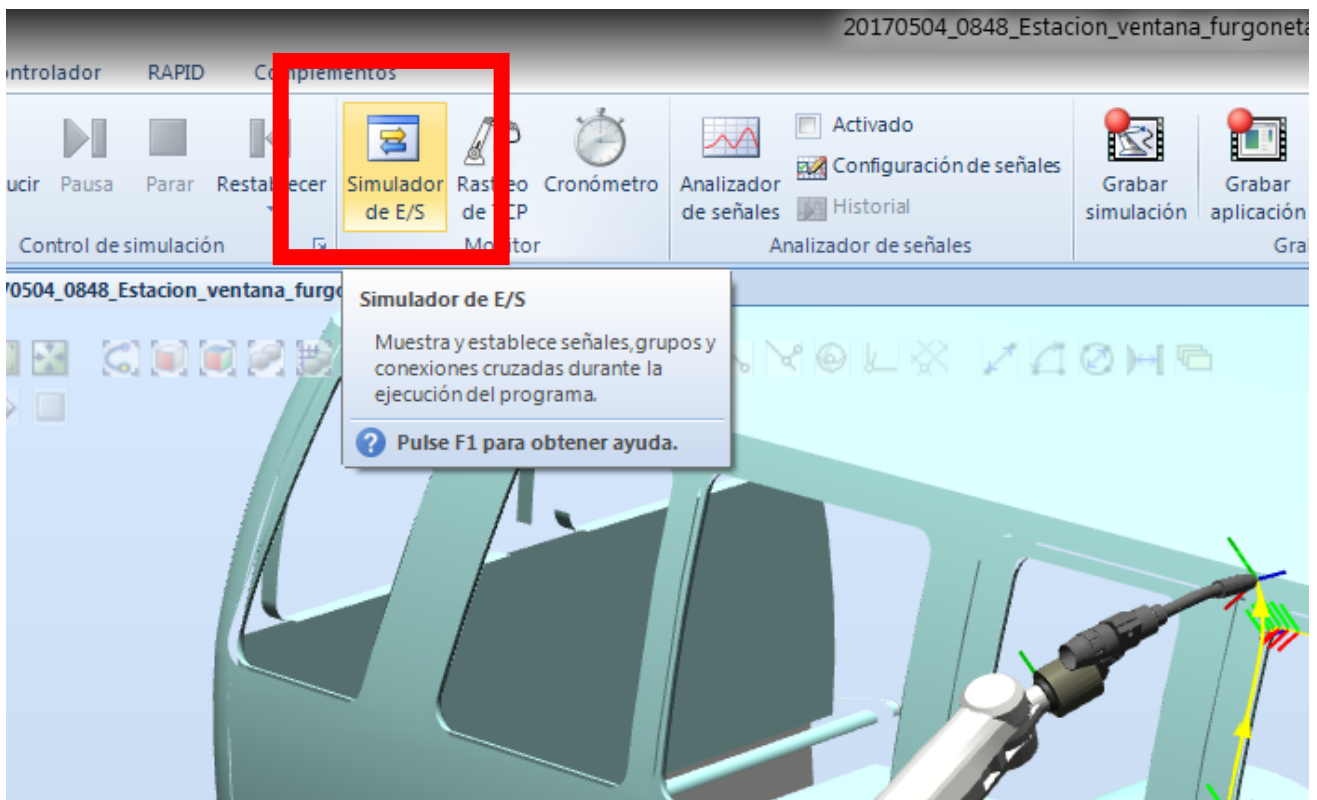 20170504_0848_Estacion_ventana_furgoneta
ontrolador RAPID Complementos
Activado
Configuración de señales
Historial
ucir Pausa Parar Restablecer Simulador de E/S Rastreo de TCP Cronómetro Analizador de señales Grabar simulación Grabar aplicación
Control de simulación Monitor Analizador de señales Gra
70504_0848_Estacion_ventana_furgo
Simulador de E/S
Muestra y establece señales, grupos y
conexiones cruzadas durante la
ejecución del programa.
Pulse F1 para obtener ayuda.